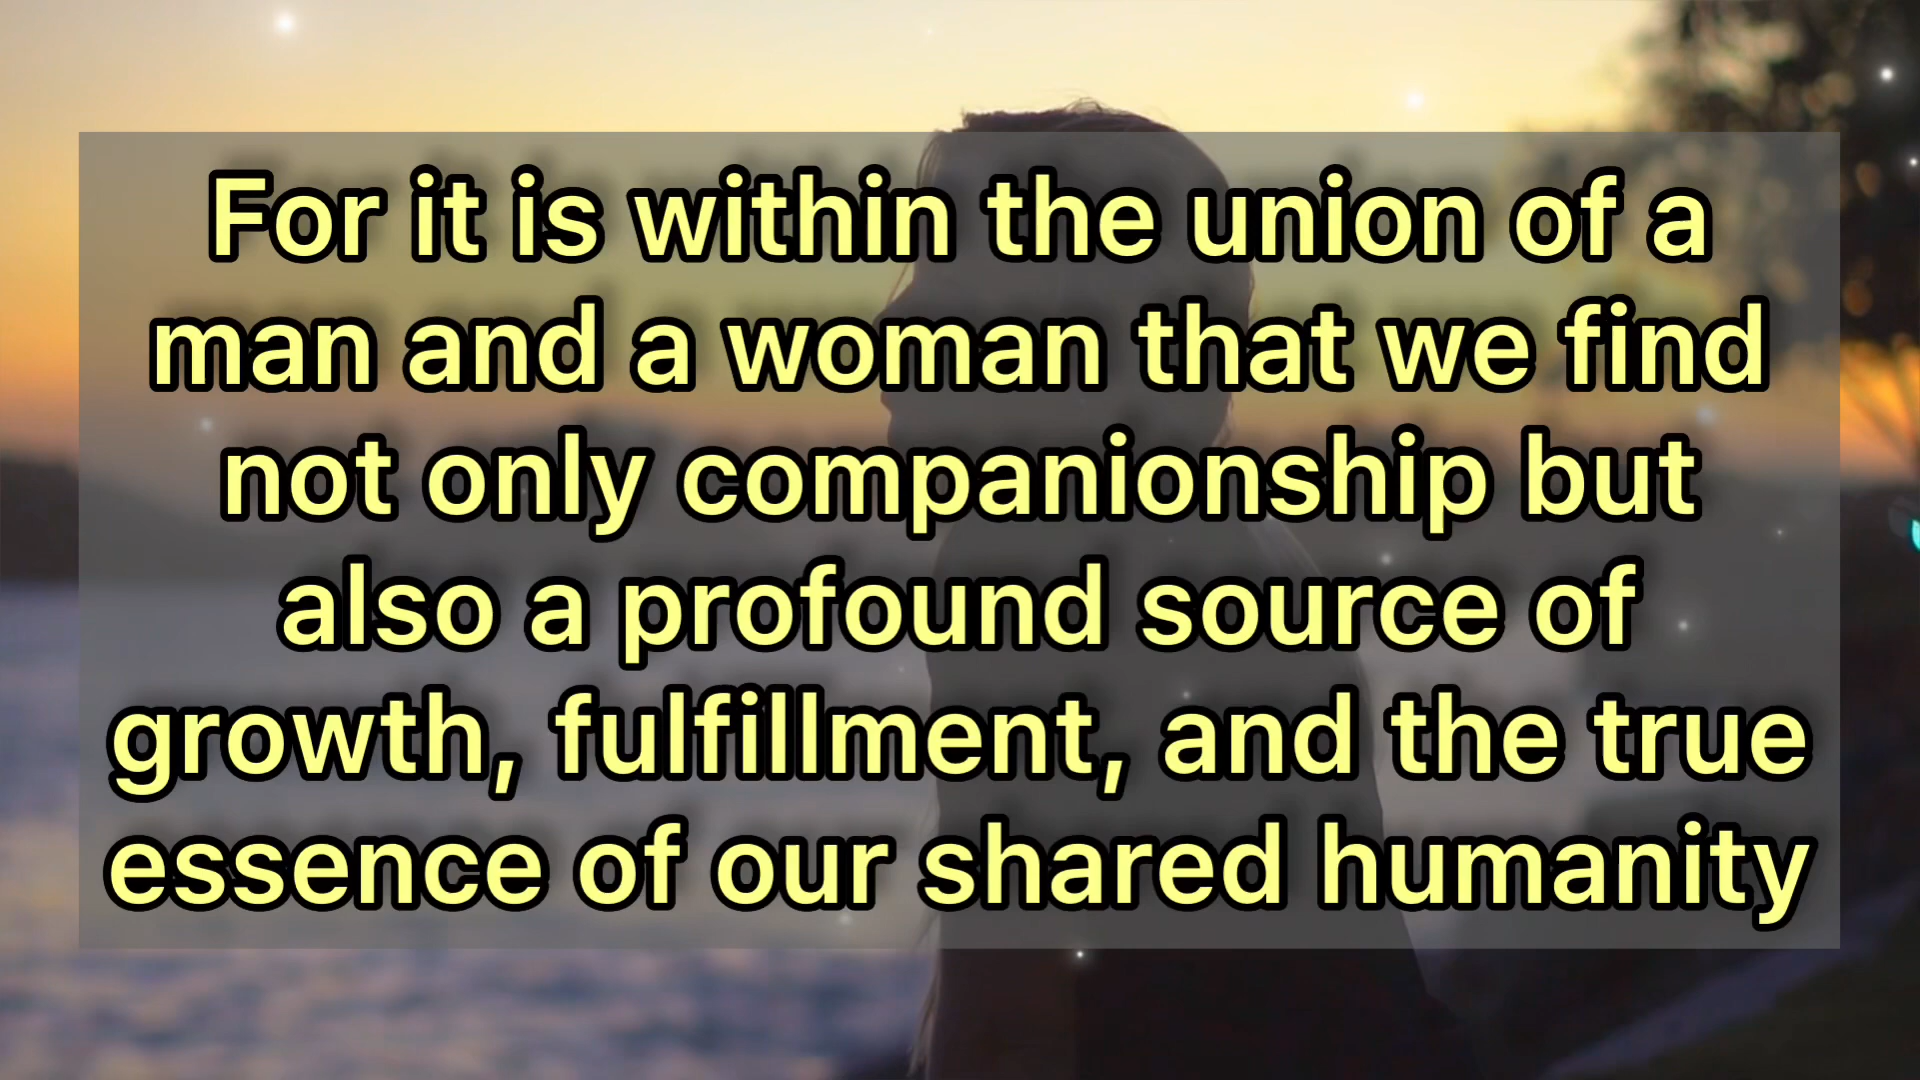 For it is within the union of a
man and a woman that we find
not only companionship but
also a profound source of
growth, fulfillment, and the true
essence of our shared humanity